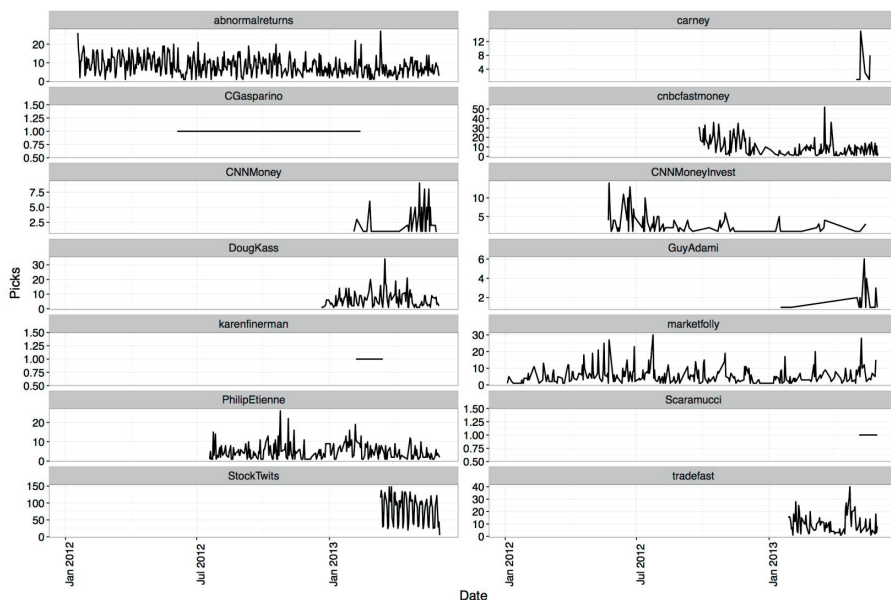 abnormalreturns
20
10
0
carney
12
8
4
CGasparino
1.50
1.25
1.00
0.75
0.50
cnbcfastmoney
50
40
30
20
10
0
CNNMoney
7.5
5.0
2.5
CNNMoneyInvest
10
5
DougKass
30
20
10
0
GuyAdami
6
4
2
karenfinerman
1.50
1.25
1.00
0.75
0.50
marketfolly
30
20
10
0
PhilipEtienne
20
10
0
Scaramucci
1.50
1.25
1.00
0.75
0.50
StockTwits
150
100
50
0
tradefast
40
30
20
10
0
Jan 2012
Jul 2012
Jan 2013
Jan 2012
Jul 2012
Jan 2013
Picks
Date